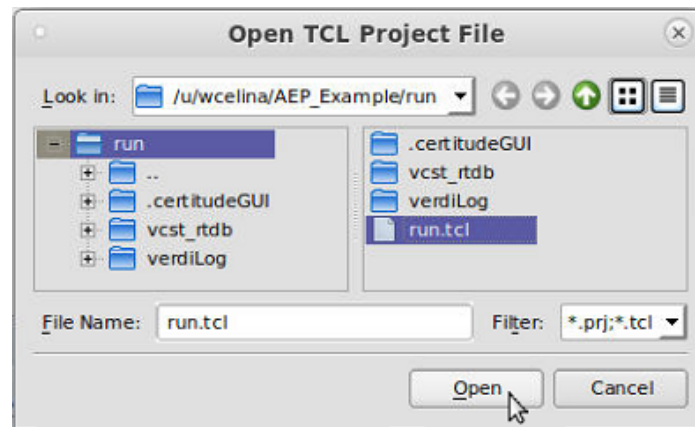 Open TCL Project File
Look in: /u/wcelina/AEP_Example/run
run
..
.certitudeGUI
vcst_rtdb
verdiLog
.certitudeGUI
vcst_rtdb
verdiLog
run.tcl
File Name: run.tcl Filter: *.prj;*.tcl
Open Cancel